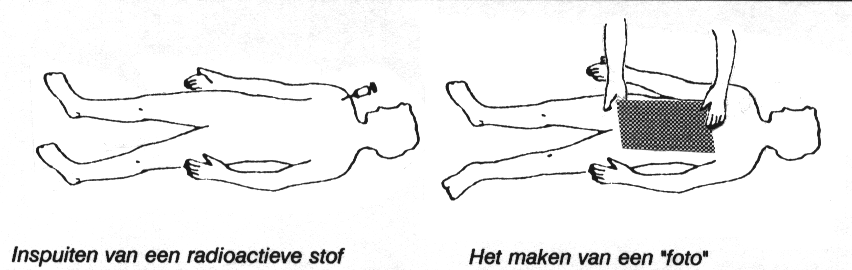 Inspuiten van een radioactieve stof
Het maken van een "foto"